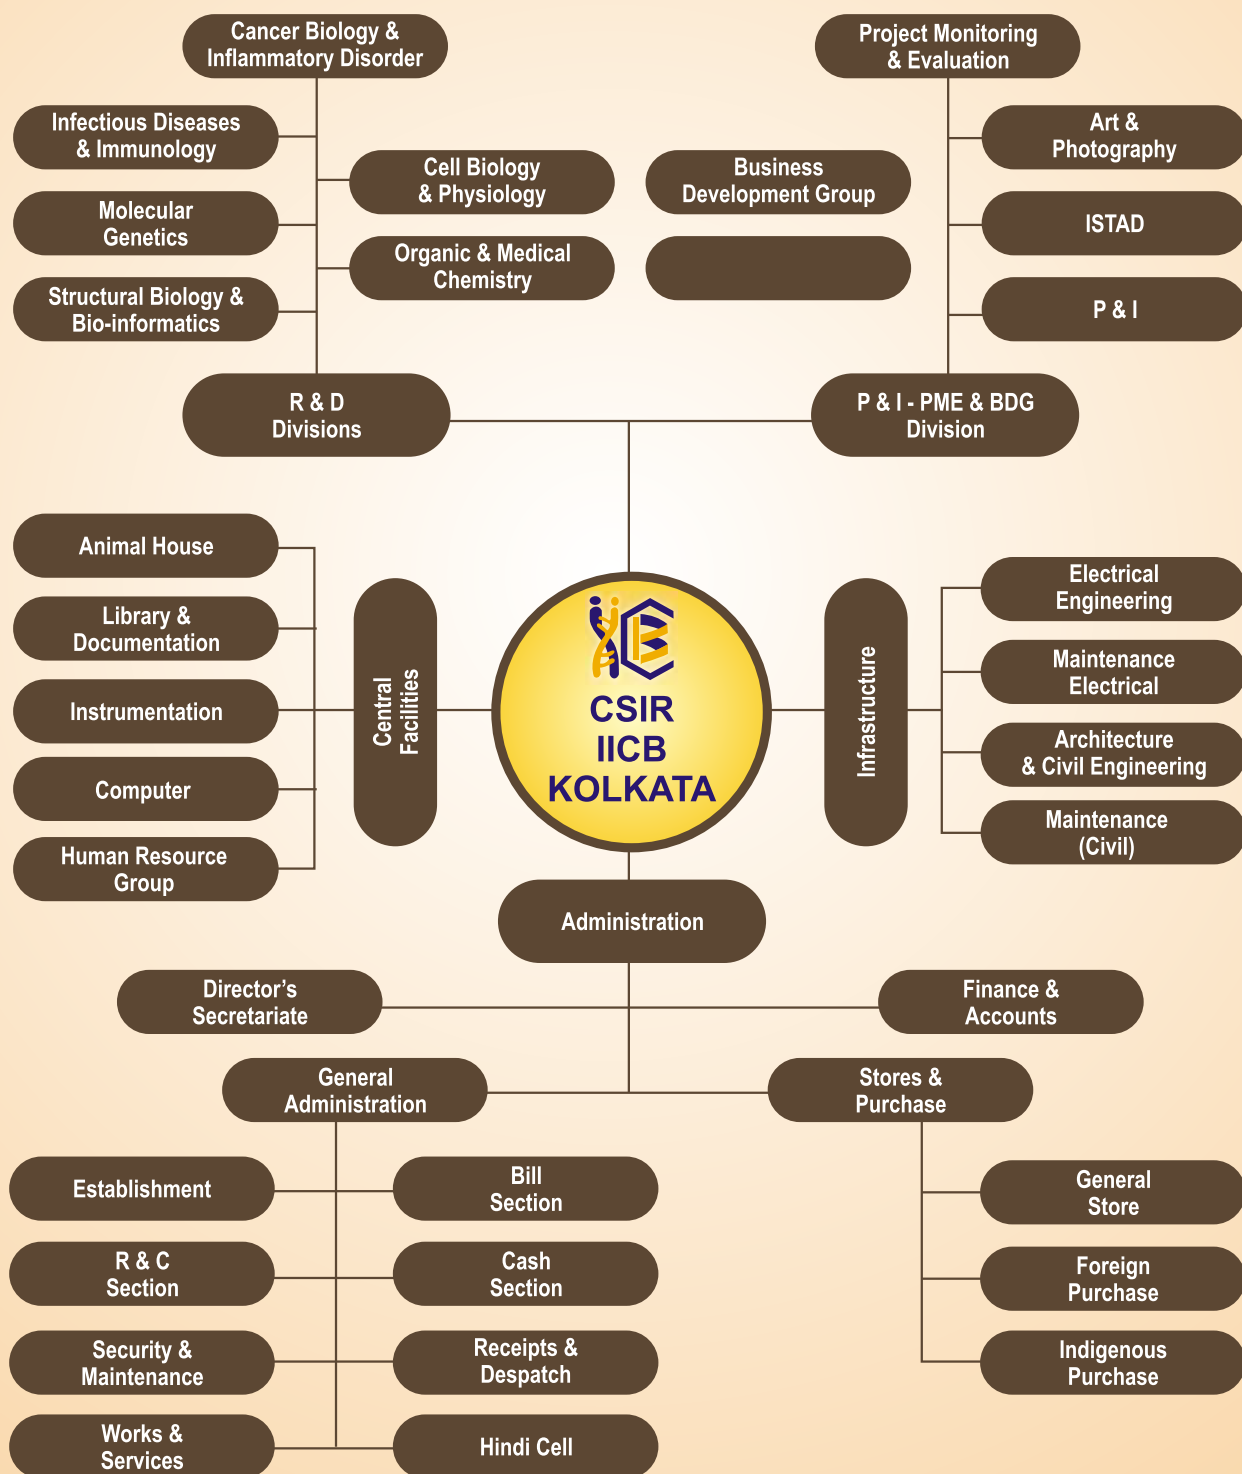 Cancer Biology &
Inflammatory Disorder
Project Monitoring
& Evaluation
Infectious Diseases
& Immunology
Art &
Photography
Cell Biology
& Physiology
Business
Development Group
Molecular
Genetics
ISTAD
Organic & Medical
Chemistry
Structural Biology &
Bio-informatics
P & I
R & D
Divisions
P & I - PME & BDG
Division
Animal House
Library &
Documentation
Instrumentation
Computer
Human Resource
Group
Central
Facilities
CSIR
IICB
KOLKATA
Infrastructure
Electrical
Engineering
Maintenance
Electrical
Architecture
& Civil Engineering
Maintenance
(Civil)
Administration
Director’s
Secretariate
Finance &
Accounts
General
Administration
Stores &
Purchase
Establishment
Bill
Section
General
Store
R & C
Section
Cash
Section
Foreign
Purchase
Security &
Maintenance
Receipts &
Despatch
Indigenous
Purchase
Works &
Services
Hindi Cell